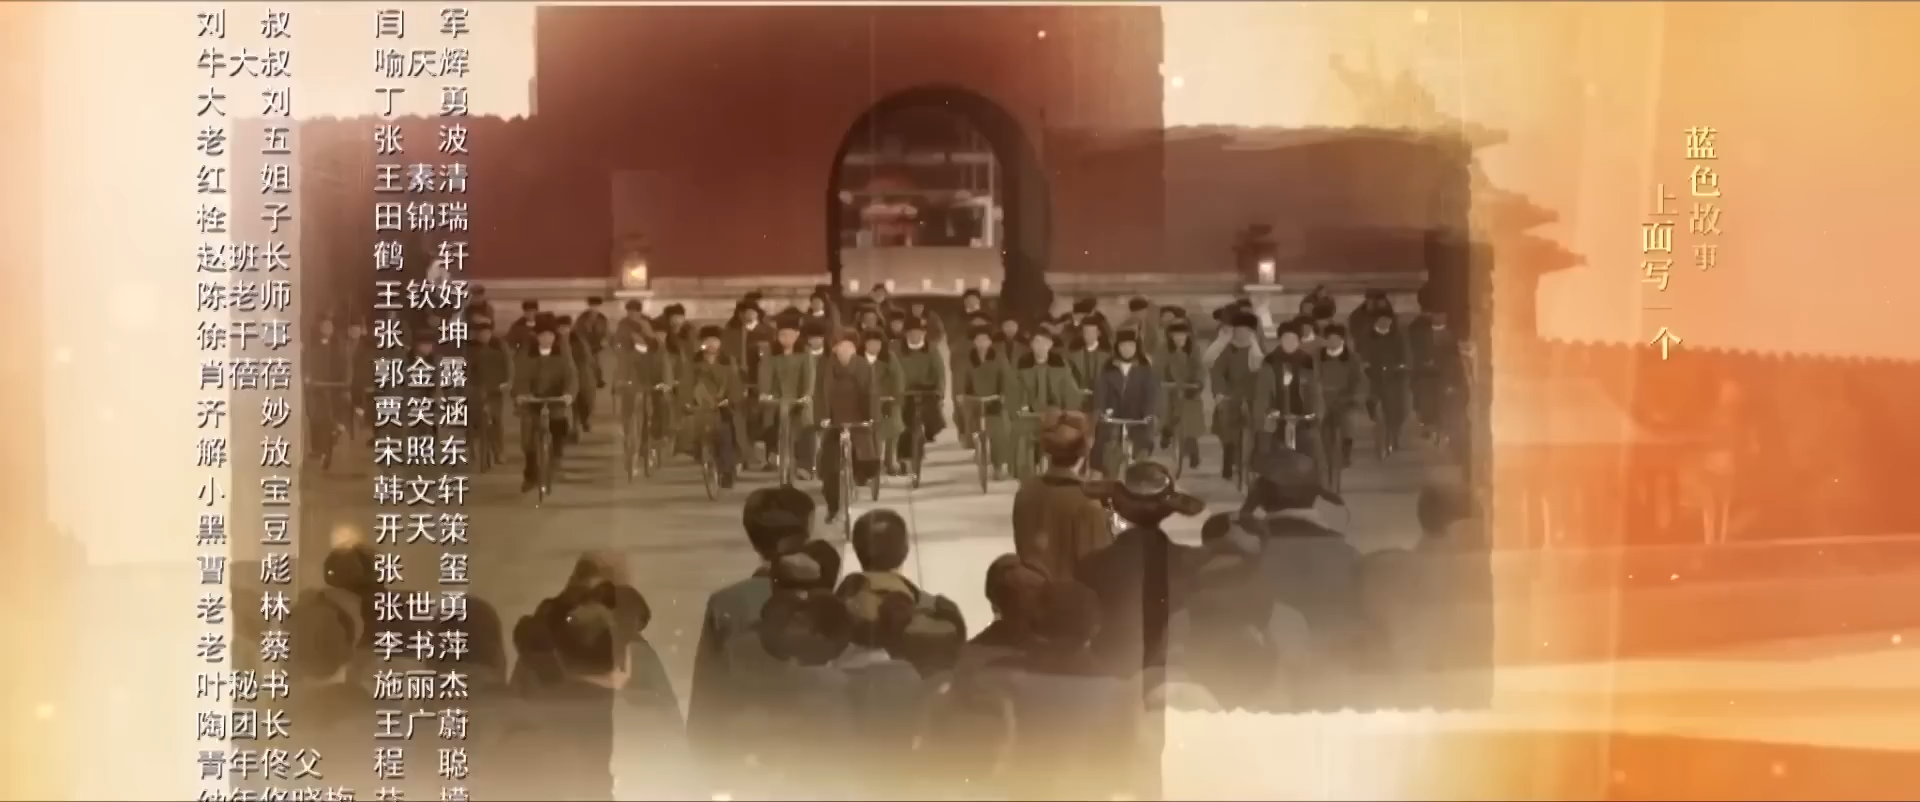 刘叔 闫军
牛大叔 喻庆辉
大刘 丁勇
老五 张波
红姐 王素清
栓子 田锦瑞
赵班长 鹤轩
陈老师 王钦妤
徐干事 张坤
肖蓓蓓 郭金露
齐妙 贾笑涵
解放 宋照东
小宝 韩文轩
黑豆 开天策
曹彪 张玺
老林 张世勇
老蔡 李书萍
叶秘书 施丽杰
陶团长 王广蔚
青年佟父 程聪
蓝色故事
上面写一个